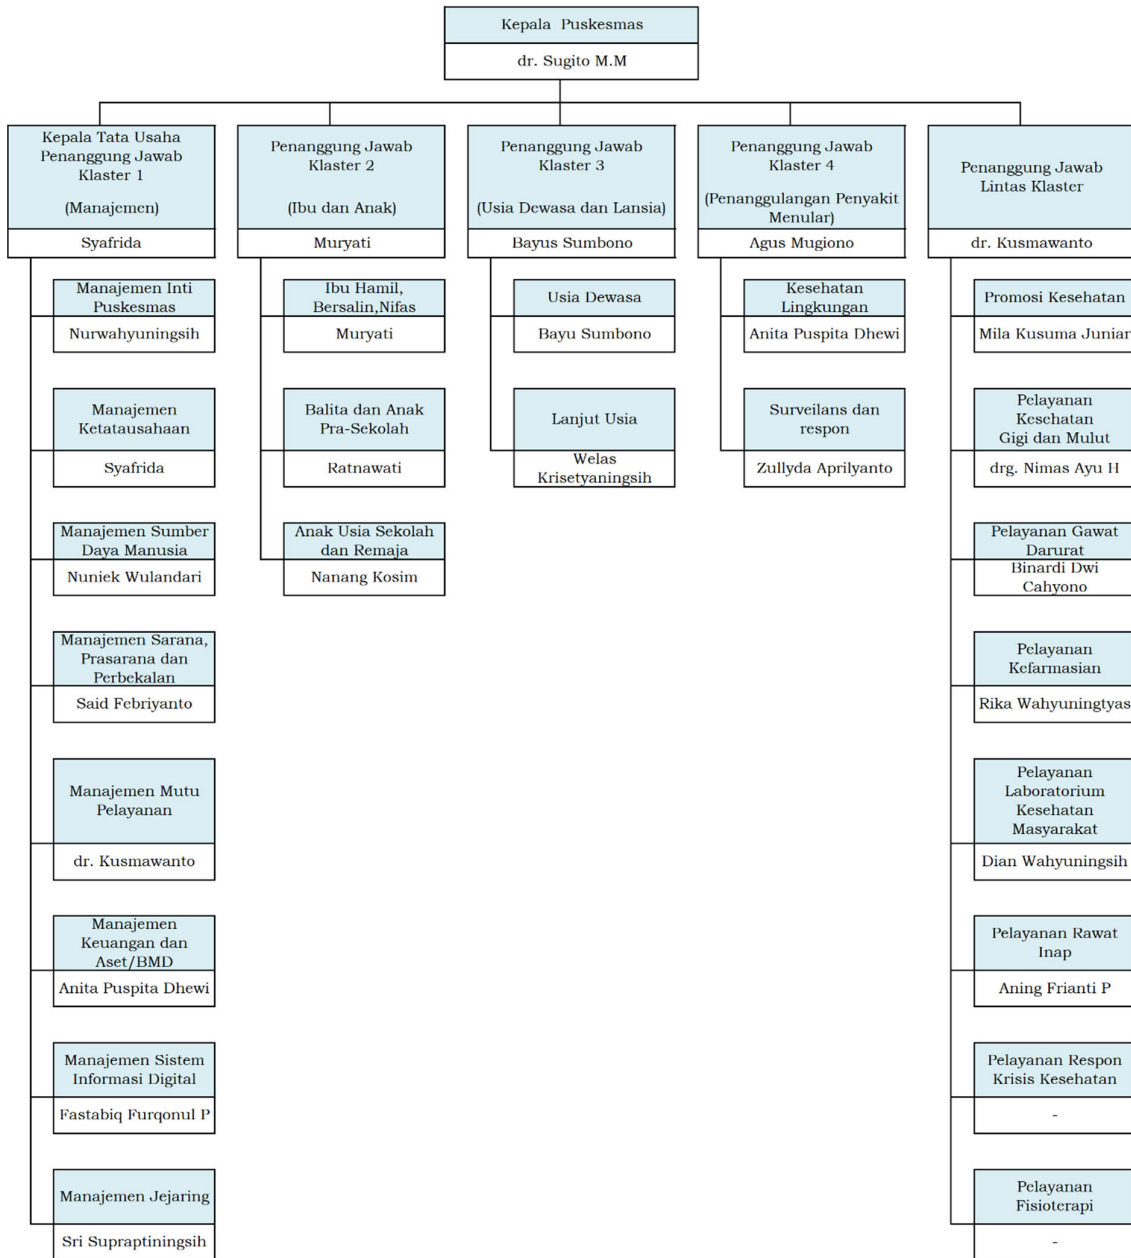 Kepala Puskesmas
dr. Sugito M.M
Kepala Tata Usaha
Penanggung Jawab
Klaster 1
(Manajemen)
Syafrida
Manajemen Inti
Puskesmas
Nurwahyuningsih
Manajemen
Ketatausahaan
Syafrida
Manajemen Sumber
Daya Manusia
Nuniek Wulandari
Manajemen Sarana,
Prasarana dan
Perbekalan
Said Febriyanto
Manajemen Mutu
Pelayanan
dr. Kusmawanto
Manajemen
Keuangan dan
Aset/BMD
Anita Puspita Dhewi
Manajemen Sistem
Informasi Digital
Fastabiq Furqonul P
Manajemen Jejaring
Sri Supraptiningsih
Penanggung Jawab
Klaster 2
(Ibu dan Anak)
Muryati
Ibu Hamil,
Bersalin,Nifas
Muryati
Balita dan Anak
Pra-Sekolah
Ratnawati
Anak Usia Sekolah
dan Remaja
Nanang Kosim
Penanggung Jawab
Klaster 3
(Usia Dewasa dan Lansia)
Bayus Sumbono
Usia Dewasa
Bayu Sumbono
Lanjut Usia
Welas
Krisetyaningsih
Penanggung Jawab
Klaster 4
(Penanggulangan Penyakit
Menular)
Agus Mugiono
Kesehatan
Lingkungan
Anita Puspita Dhewi
Surveilans dan
respon
Zullyda Aprilyanto
Penanggung Jawab
Lintas Klaster
dr. Kusmawanto
Promosi Kesehatan
Mila Kusuma Juniar
Pelayanan
Kesehatan
Gigi dan Mulut
drg. Nimas Ayu H
Pelayanan Gawat
Darurat
Binardi Dwi
Cahyono
Pelayanan
Kefarmasian
Rika Wahyuningtyas
Pelayanan
Laboratorium
Kesehatan
Masyarakat
Dian Wahyuningsih
Pelayanan Rawat
Inap
Aning Frianti P
Pelayanan Respon
Krisis Kesehatan
-
Pelayanan
Fisioterapi
-